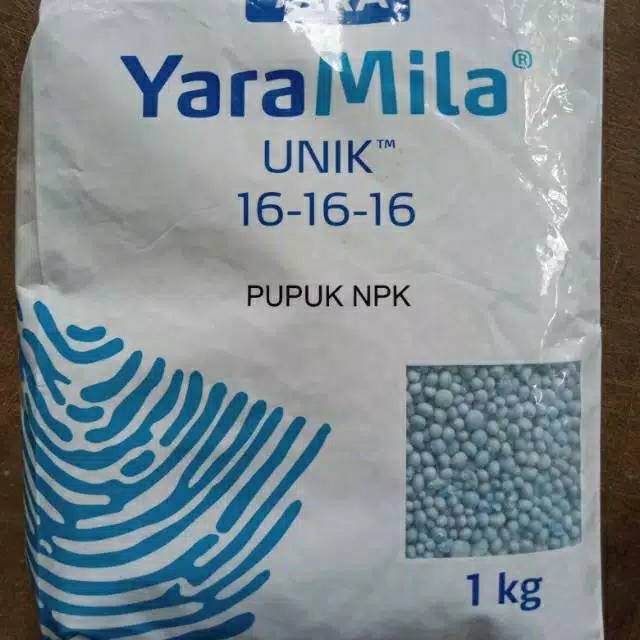 YaraMila®
UNIK™
16-16-16
PUPUK NPK
1 kg